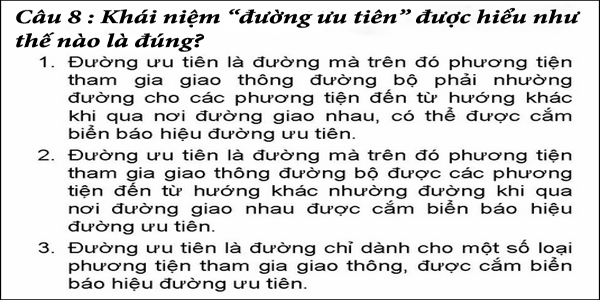 Câu 8 : Khái niệm “đường ưu tiên” được hiểu như
thế nào là đúng?
1. Đường ưu tiên là đường mà trên đó phương tiện
tham gia giao thông đường bộ phải nhường
đường cho các phương tiện đến từ hướng khác
khi qua nơi đường giao nhau, có thể được cắm
biển báo hiệu đường ưu tiên.
2. Đường ưu tiên là đường mà trên đó phương tiện
tham gia giao thông đường bộ được các phương
tiện đến từ hướng khác nhường đường khi qua
nơi đường giao nhau được cắm biển báo hiệu
đường ưu tiên.
3. Đường ưu tiên là đường chỉ dành cho một số loại
phương tiện tham gia giao thông, được cắm biển
báo hiệu đường ưu tiên.